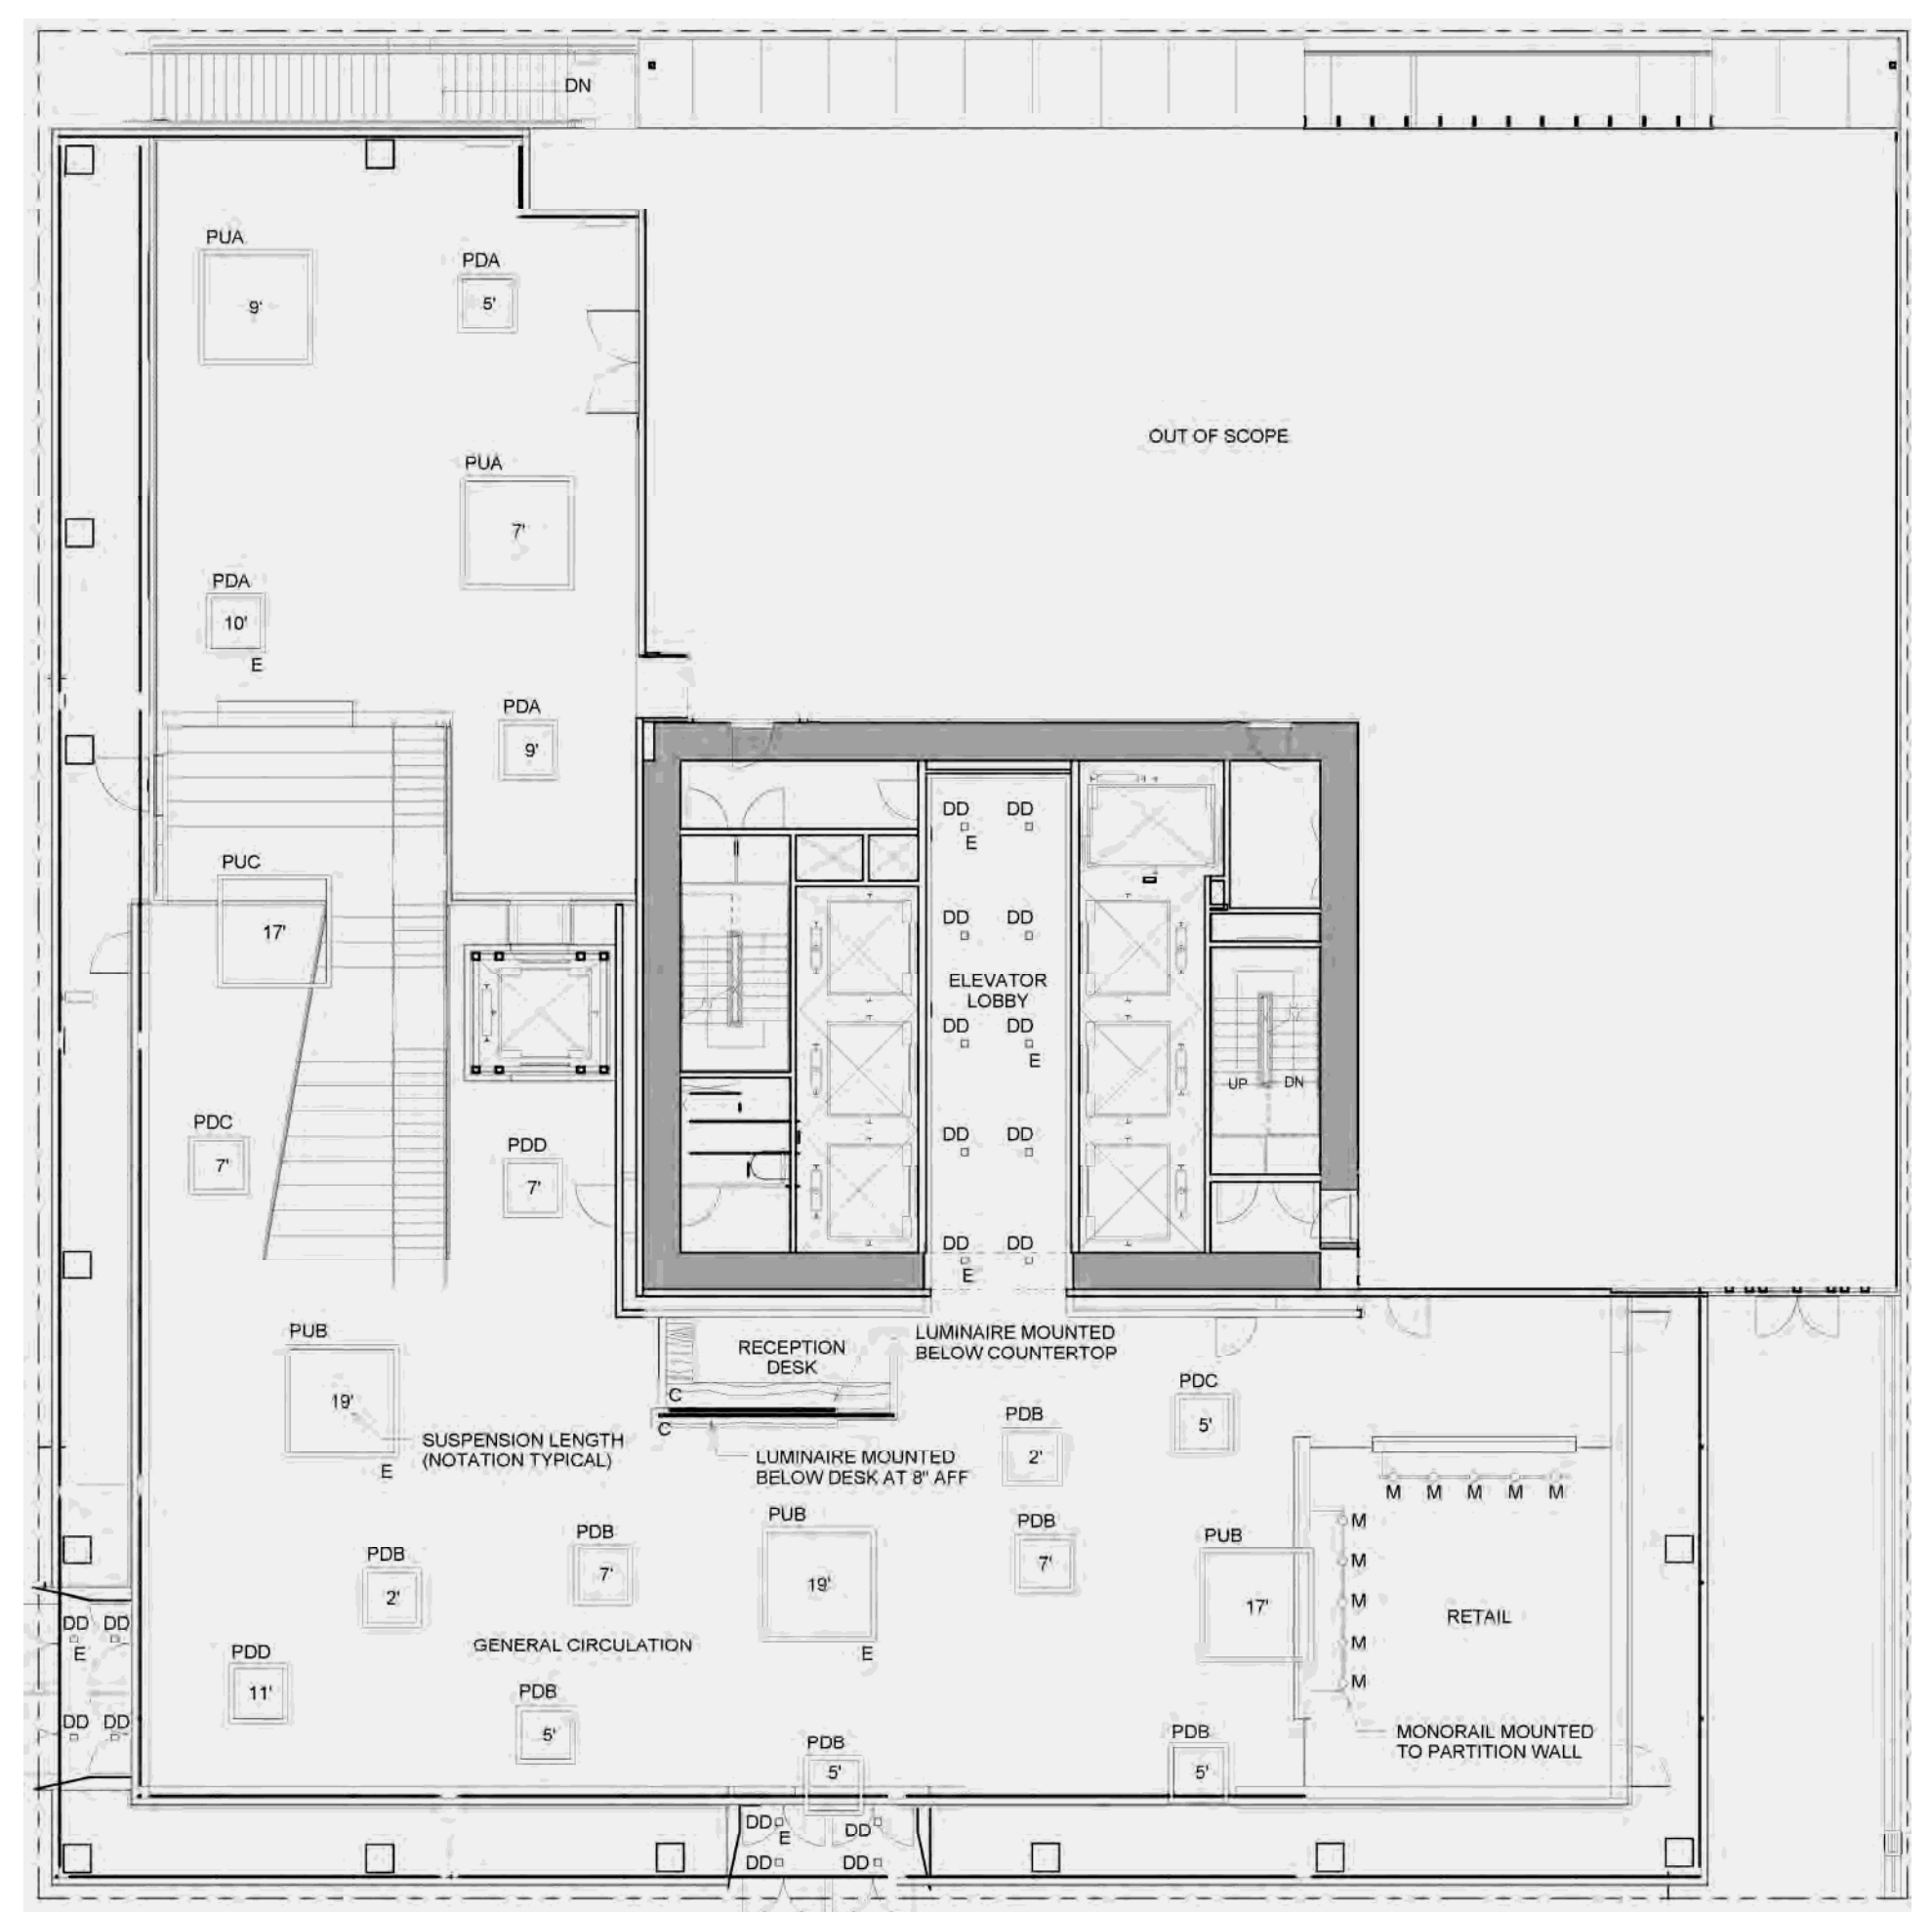 DN
PUA
9'
PDA
5'
OUT OF SCOPE
PUA
7'
PDA
10'
E
PDA
9'
DD DD
E
PUC
17'
DD DD
ELEVATOR
LOBBY
DD DD
E
UP DN
PDC
7'
PDD
7'
DD DD
DD DD
E
PUB
19'
E
SUSPENSION LENGTH
(NOTATION TYPICAL)
RECEPTION
DESK
LUMINAIRE MOUNTED
BELOW COUNTERTOP
C
C
LUMINAIRE MOUNTED
BELOW DESK AT 8" AFF
PDC
5'
PDB
2'
M M M M M
PUB
19'
E
PDB
7'
PDB
7'
PUB
17'
M
M
M
M
M
RETAIL
PDB
2'
GENERAL CIRCULATION
DD DD
E
PDD
11'
DD DD
PDB
5'
PDB
5'
PDB
5'
MONORAIL MOUNTED
TO PARTITION WALL
DD DD
E
DD DD